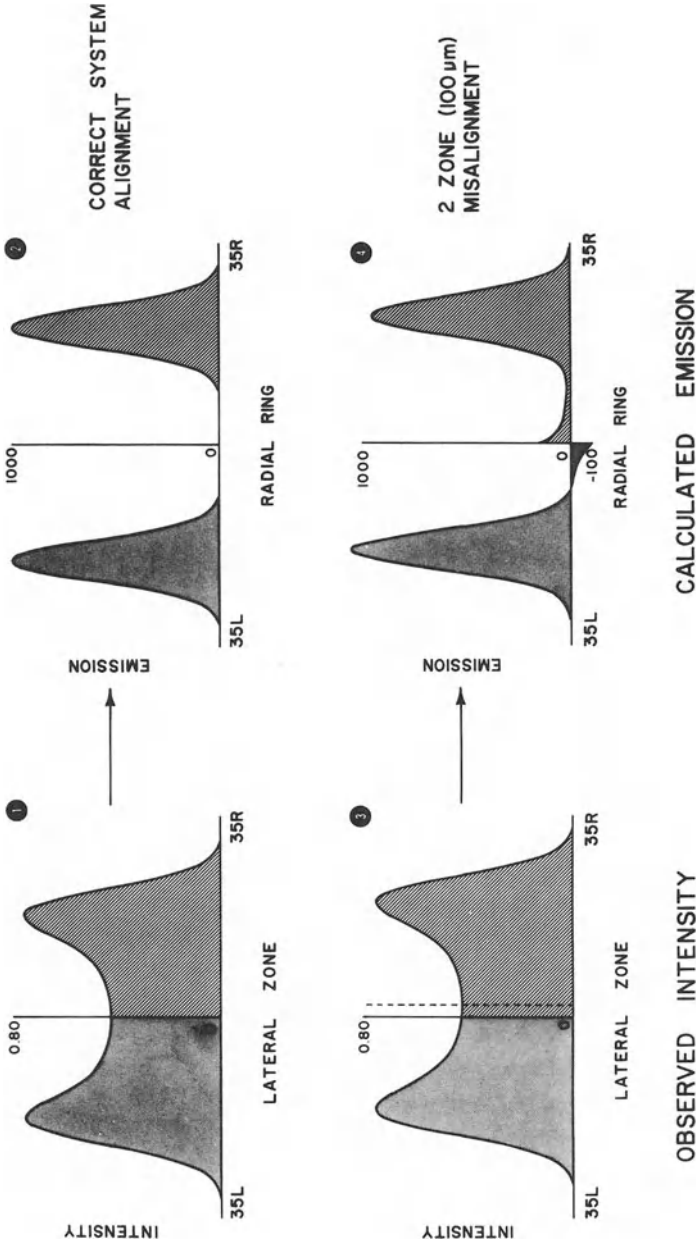 1
INTENSITY
0.80
35L
35R
LATERAL ZONE
2
EMISSION
1000
0
35L
35R
RADIAL RING
CORRECT SYSTEM
ALIGNMENT
3
INTENSITY
0.80
0
35L
35R
LATERAL ZONE
4
EMISSION
1000
0
-100
35L
35R
RADIAL RING
2 ZONE (100 µm)
MISALIGNMENT
OBSERVED INTENSITY
CALCULATED EMISSION